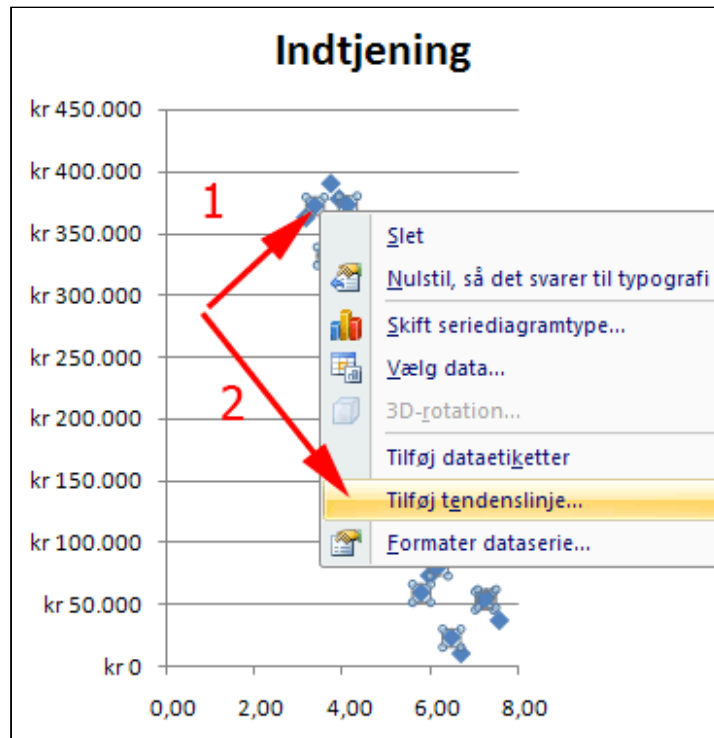 Indtjening
kr 450.000
kr 400.000
kr 350.000
kr 300.000
kr 250.000
kr 200.000
kr 150.000
kr 100.000
kr 50.000
kr 0
0,00 2,00 4,00 6,00 8,00
1
2
Slet
Nulstil, så det svarer til typografi
Skift seriediagramtype...
Vælg data...
3D-rotation...
Tilføj dataetiketter
Tilføj tendenslinje...
Formater dataserie...